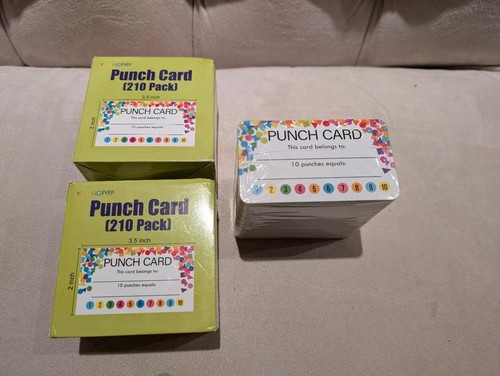 Punch Card
(210 Pack)
3.5 inch
2 inch
PUNCH CARD
This card belongs to:
10 punches equals:
1 2 3 4 5 6 7 8 9 10
Punch Card
(210 Pack)
3.5 inch
2 inch
PUNCH CARD
This card belongs to:
10 punches equals:
1 2 3 4 5 6 7 8 9 10
PUNCH CARD
This card belongs to:
10 punches equals:
1 2 3 4 5 6 7 8 9 10